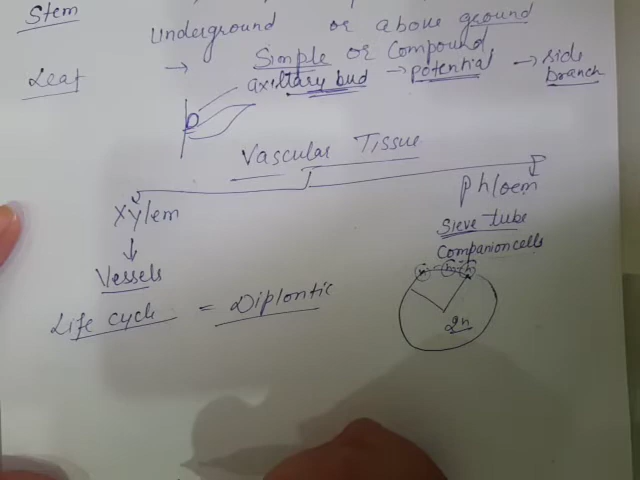 Stem
Underground or above ground
Leaf → Simple or Compound
axillary bud → potential → side branch
Vascular Tissue
Xylem
Phloem
Sieve tube
Companion cells
Vessels
Life cycle = Diplontic
2n